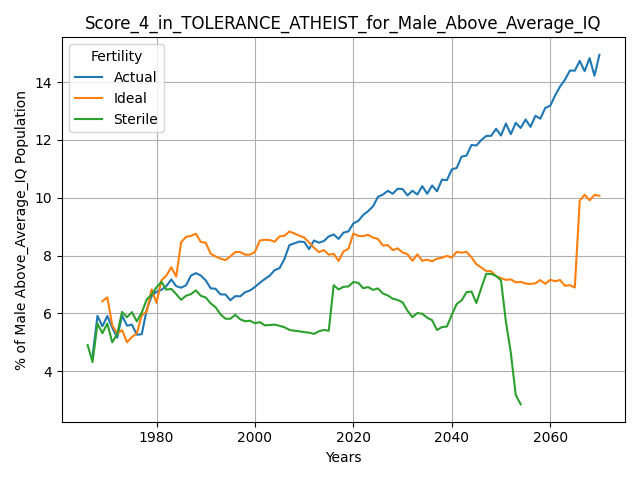 Score_4_in_TOLERANCE_ATHEIST_for_Male_Above_Average_IQ
Fertility
Actual
Ideal
Sterile
% of Male Above_Average_IQ Population
14
12
10
8
6
4
1980
2000
2020
2040
2060
Years